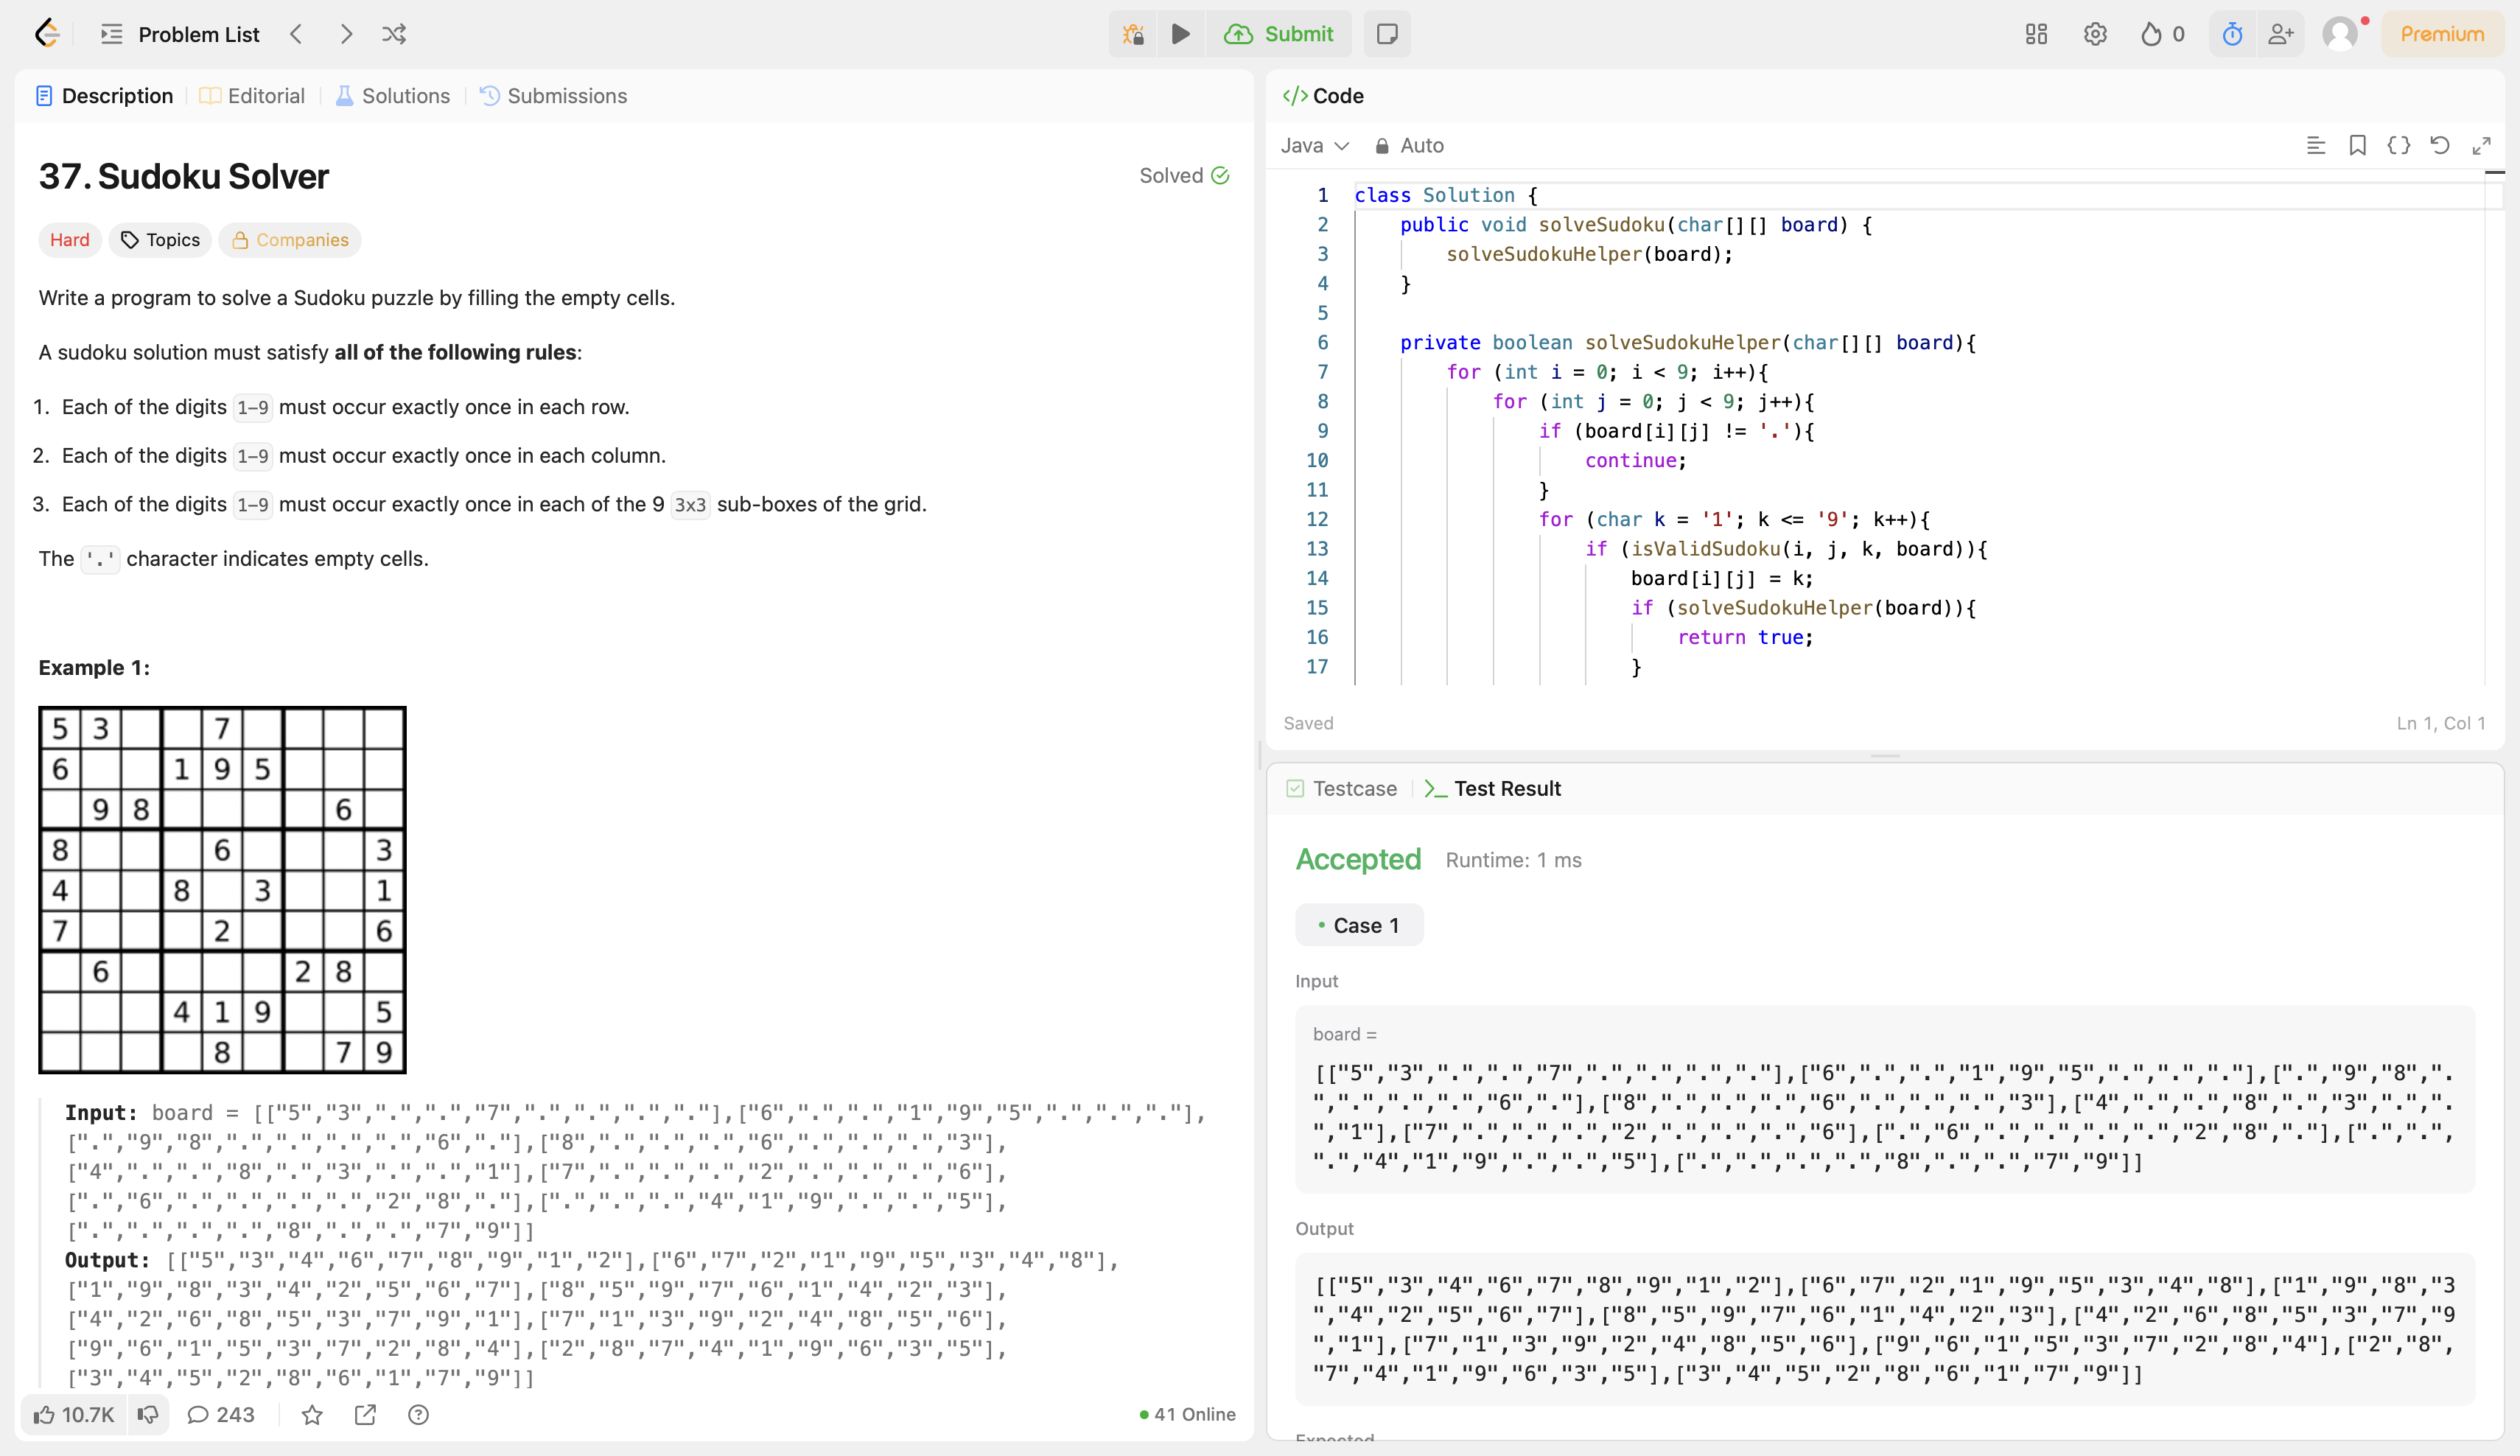 Problem List
Submit
0
Premium
Description
Editorial
Solutions
Submissions
37. Sudoku Solver
Solved
Hard
Topics
Companies
Write a program to solve a Sudoku puzzle by filling the empty cells.
A sudoku solution must satisfy all of the following rules:
1. Each of the digits 1-9 must occur exactly once in each row.
2. Each of the digits 1-9 must occur exactly once in each column.
3. Each of the digits 1-9 must occur exactly once in each of the 9 3x3 sub-boxes of the grid.
The '.' character indicates empty cells.
Example 1:
5 3 7
6 1 9 5
9 8 6
8 6 3
4 8 3 1
7 2 6
6 2 8
4 1 9 5
8 7 9
Input: board = [["5","3",".",".","7",".",".",".","."],["6",".",".","1","9","5",".",".","."],
[".","9","8",".",".",".",".","6","."],["8",".",".",".","6",".",".",".","3"],
["4",".",".","8",".","3",".",".","1"],["7",".",".",".","2",".",".",".","6"],
[".","6",".",".",".",".","2","8","."],[".",".",".","4","1","9",".",".","5"],
[".",".",".",".","8",".",".","7","9"]]
Output: [["5","3","4","6","7","8","9","1","2"],["6","7","2","1","9","5","3","4","8"],
["1","9","8","3","4","2","5","6","7"],["8","5","9","7","6","1","4","2","3"],
["4","2","6","8","5","3","7","9","1"],["7","1","3","9","2","4","8","5","6"],
["9","6","1","5","3","7","2","8","4"],["2","8","7","4","1","9","6","3","5"],
["3","4","5","2","8","6","1","7","9"]]
10.7K
243
41 Online
</> Code
Java
Auto
1 class Solution {
2 public void solveSudoku(char[][] board) {
3 solveSudokuHelper(board);
4 }
5
6 private boolean solveSudokuHelper(char[][] board){
7 for (int i = 0; i < 9; i++){
8 for (int j = 0; j < 9; j++){
9 if (board[i][j] != '.'){
10 continue;
11 }
12 for (char k = '1'; k <= '9'; k++){
13 if (isValidSudoku(i, j, k, board)){
14 board[i][j] = k;
15 if (solveSudokuHelper(board)){
16 return true;
17 }
Saved
Ln 1, Col 1
Testcase
Test Result
Accepted
Runtime: 1 ms
Case 1
Input
board =
[["5","3",".",".","7",".",".",".","."],["6",".",".","1","9","5",".",".","."],[".","9","8",".
",".",".",".","6","."],["8",".",".",".","6",".",".",".","3"],["4",".",".","8",".","3",".",".
","1"],["7",".",".",".","2",".",".",".","6"],[".","6",".",".",".",".","2","8","."],[".",".",
".","4","1","9",".",".","5"],[".",".",".",".","8",".",".","7","9"]]
Output
[["5","3","4","6","7","8","9","1","2"],["6","7","2","1","9","5","3","4","8"],["1","9","8","3
","4","2","5","6","7"],["8","5","9","7","6","1","4","2","3"],["4","2","6","8","5","3","7","9
","1"],["7","1","3","9","2","4","8","5","6"],["9","6","1","5","3","7","2","8","4"],["2","8",
"7","4","1","9","6","3","5"],["3","4","5","2","8","6","1","7","9"]]
Expected